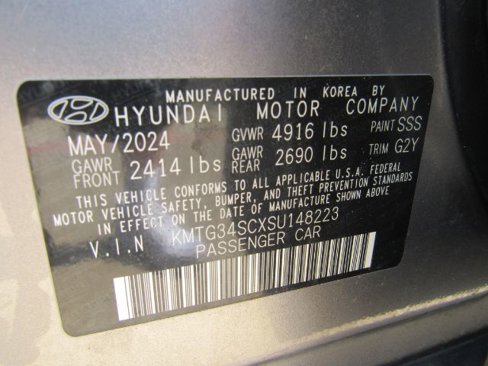 MANUFACTURED IN KOREA BY
HYUNDAI MOTOR COMPANY
MAY/2024 GVWR 4916 lbs PAINT SSS
GAWR FRONT 2414 lbs GAWR REAR 2690 lbs TRIM G2Y
THIS VEHICLE CONFORMS TO ALL APPLICABLE U.S.A. FEDERAL
MOTOR VEHICLE SAFETY, BUMPER, AND THEFT PREVENTION STANDARDS
IN EFFECT ON THE DATE OF MANUFACTURE SHOWN ABOVE.
V.I.N KMTG34SCXSU148223
PASSENGER CAR